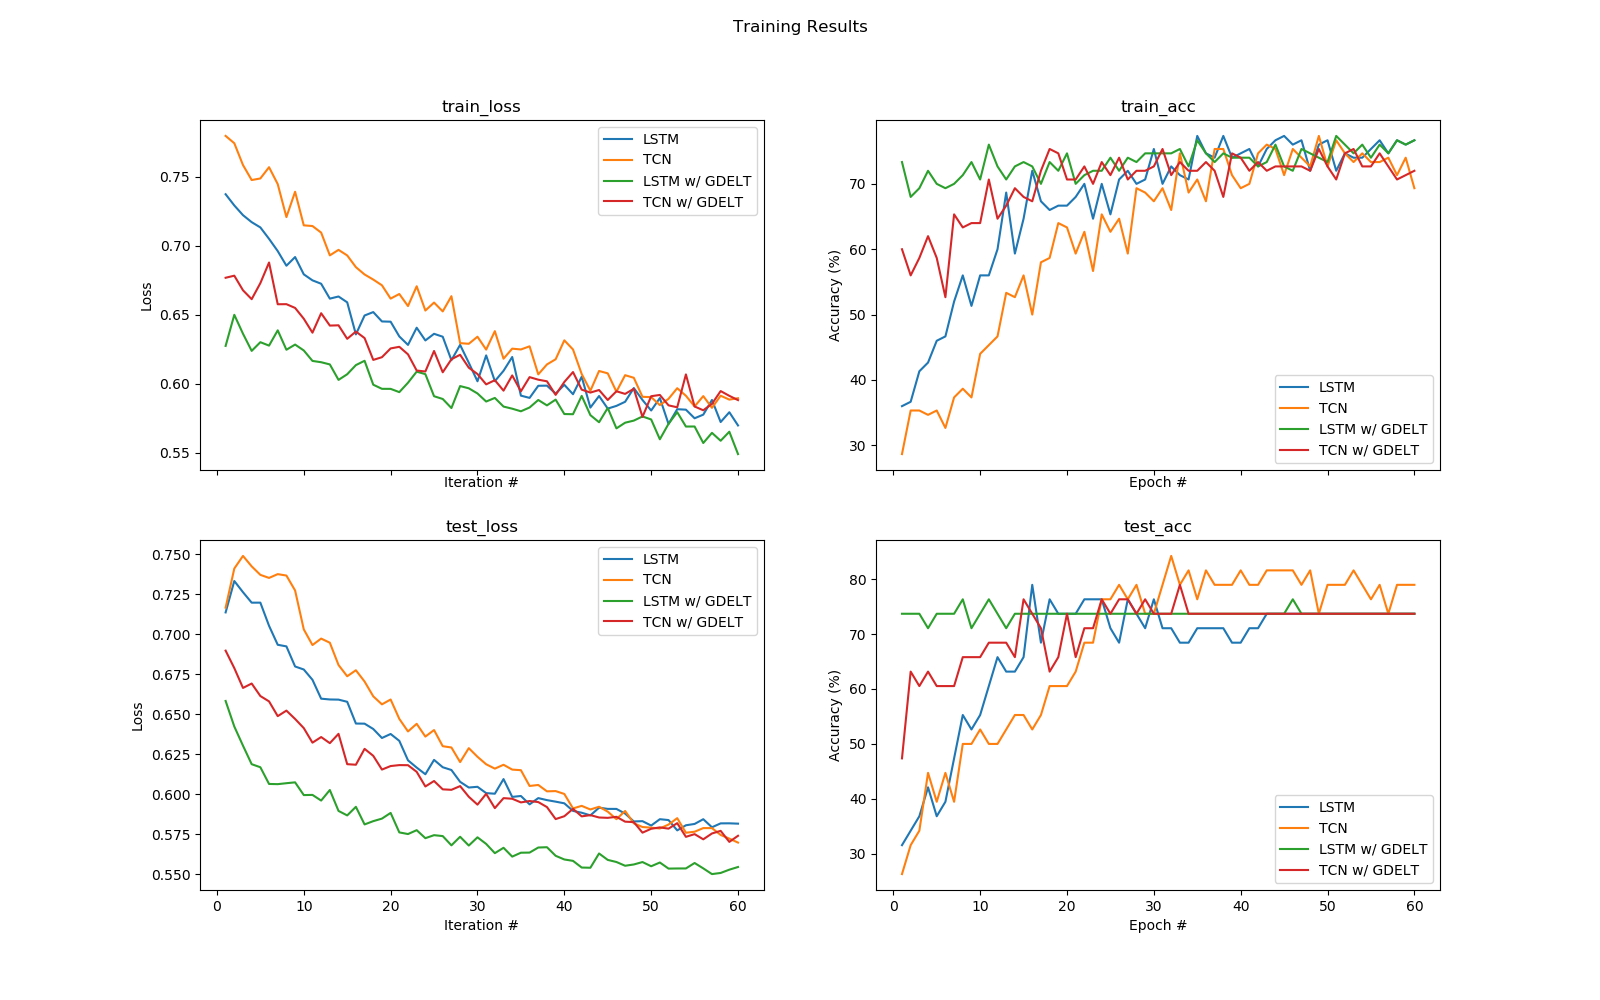 Training Results
train_loss
0.75
0.70
0.65
0.60
0.55
Loss
Iteration #
LSTM
TCN
LSTM w/ GDELT
TCN w/ GDELT
train_acc
70
60
50
40
30
Accuracy (%)
Epoch #
LSTM
TCN
LSTM w/ GDELT
TCN w/ GDELT
test_loss
0.750
0.725
0.700
0.675
0.650
0.625
0.600
0.575
0.550
Loss
0 10 20 30 40 50 60
Iteration #
LSTM
TCN
LSTM w/ GDELT
TCN w/ GDELT
test_acc
80
70
60
50
40
30
Accuracy (%)
0 10 20 30 40 50 60
Epoch #
LSTM
TCN
LSTM w/ GDELT
TCN w/ GDELT